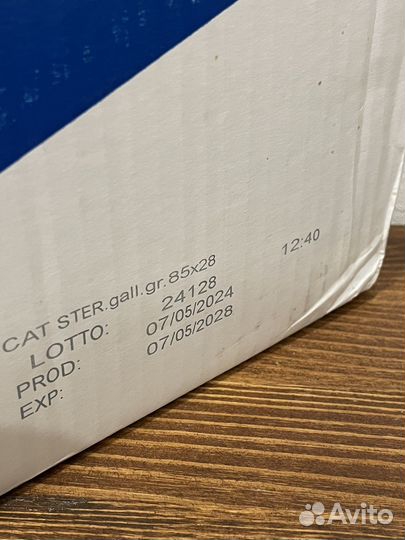 CAT STER.gall.gr.85x28 12:40
LOTTO: 24128
PROD: 07/05/2024
EXP: 07/05/2028
Avito